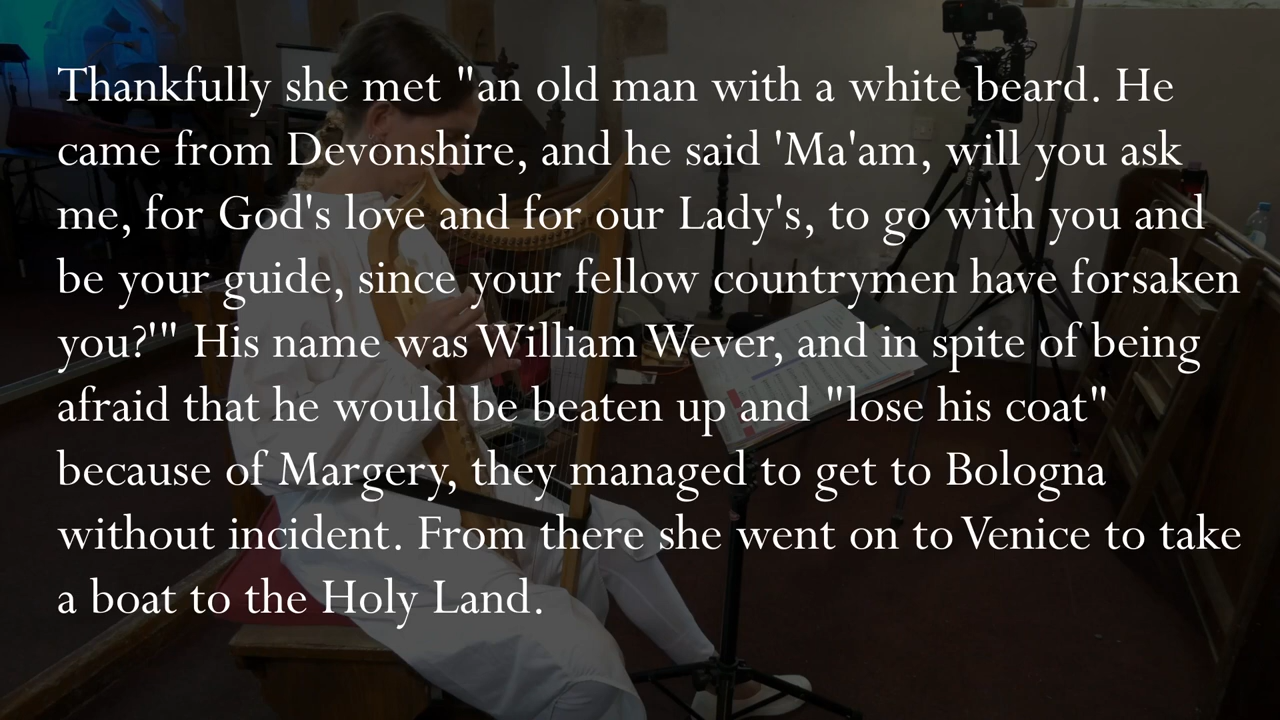 Thankfully she met "an old man with a white beard. He
came from Devonshire, and he said 'Ma'am, will you ask
me, for God's love and for our Lady's, to go with you and
be your guide, since your fellow countrymen have forsaken
you?'" His name was William Wever, and in spite of being
afraid that he would be beaten up and "lose his coat"
because of Margery, they managed to get to Bologna
without incident. From there she went on to Venice to take
a boat to the Holy Land.